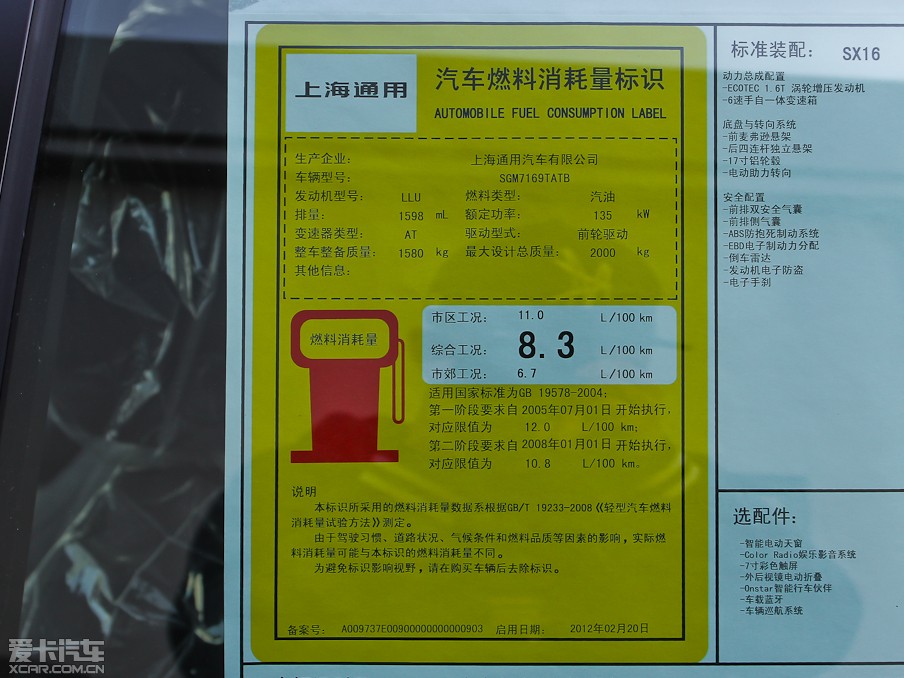 上海通用
汽车燃料消耗量标识
AUTOMOBILE FUEL CONSUMPTION LABEL
生产企业： 上海通用汽车有限公司
车辆型号： SGM7169TATB
发动机型号： LLU 燃料类型： 汽油
排量： 1598 mL 额定功率： 135 kW
变速器类型： AT 驱动型式： 前轮驱动
整车整备质量： 1580 kg 最大设计总质量： 2000 kg
其他信息：
燃料消耗量
市区工况： 11.0 L/100 km
综合工况： 8.3 L/100 km
市郊工况： 6.7 L/100 km
适用国家标准为GB 19578-2004；
第一阶段要求自 2005年07月01日 开始执行，
对应限值为 12.0 L/100 km；
第二阶段要求自 2008年01月01日 开始执行，
对应限值为 10.8 L/100 km。
说明
本标识所采用的燃料消耗量数据系根据GB/T 19233-2008《轻型汽车燃料
消耗量试验方法》测定。
由于驾驶习惯、道路状况、气候条件和燃料品质等因素的影响，实际燃
料消耗量可能与本标识的燃料消耗量不同。
为避免标识影响视野，请在购买车辆后去除标识。
备案号： A009737E00900000000000903 启用日期： 2012年02月20日
标准装配： SX16
动力总成配置
-ECOTEC 1.6T 涡轮增压发动机
-6速手自一体变速箱
底盘与转向系统
-前麦弗逊悬架
-后四连杆独立悬架
-17寸铝轮毂
-电动助力转向
安全配置
-前排双安全气囊
-前排侧气囊
-ABS防抱死制动系统
-EBD电子制动力分配
-倒车雷达
-发动机电子防盗
-电子手刹
选配件：
-智能电动天窗
-Color Radio娱乐影音系统
-7寸彩色触屏
-外后视镜电动折叠
-Onstar智能行车伙伴
-车载蓝牙
-车辆巡航系统
爱卡汽车
XCAR.COM.CN